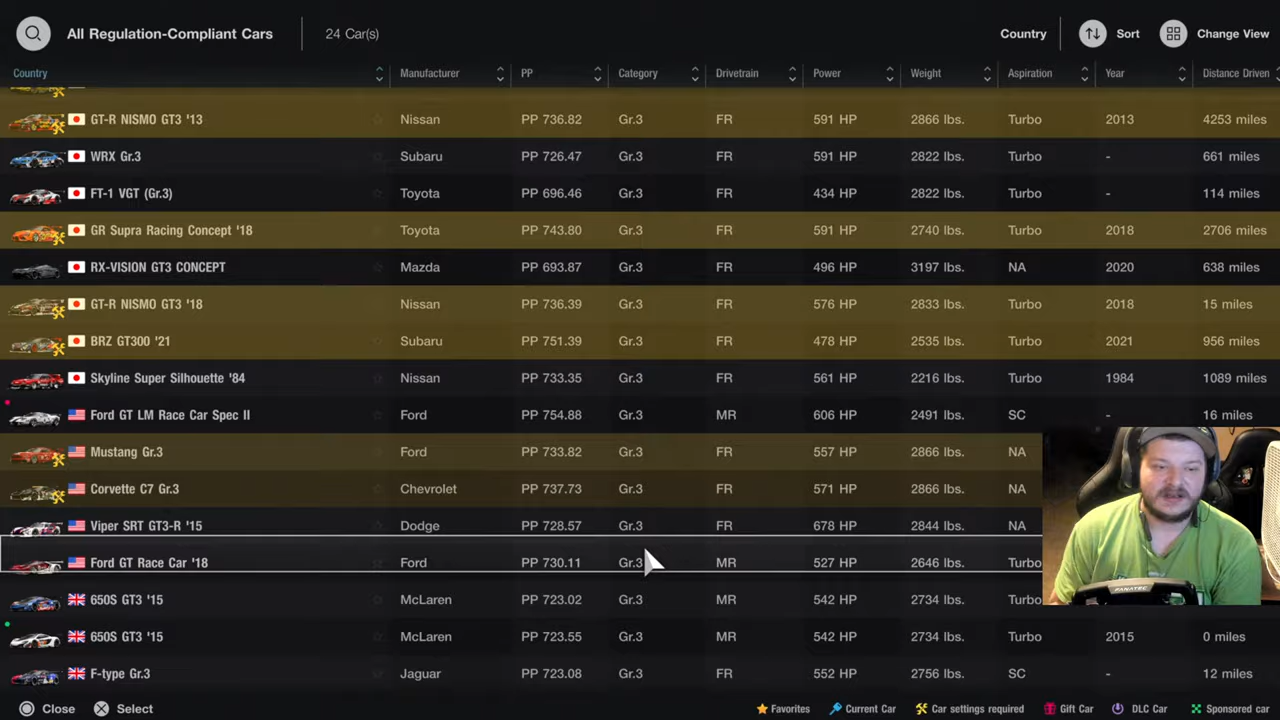 All Regulation-Compliant Cars 24 Car(s) Country Sort Change View
Country Manufacturer PP Category Drivetrain Power Weight Aspiration Year Distance Driven
GT-R NISMO GT3 '13 Nissan PP 736.82 Gr.3 FR 591 HP 2866 lbs. Turbo 2013 4253 miles
WRX Gr.3 Subaru PP 726.47 Gr.3 FR 591 HP 2822 lbs. Turbo - 661 miles
FT-1 VGT (Gr.3) Toyota PP 696.46 Gr.3 FR 434 HP 2822 lbs. Turbo - 114 miles
GR Supra Racing Concept '18 Toyota PP 743.80 Gr.3 FR 591 HP 2740 lbs. Turbo 2018 2706 miles
RX-VISION GT3 CONCEPT Mazda PP 693.87 Gr.3 FR 496 HP 3197 lbs. NA 2020 638 miles
GT-R NISMO GT3 '18 Nissan PP 736.39 Gr.3 FR 576 HP 2833 lbs. Turbo 2018 15 miles
BRZ GT300 '21 Subaru PP 751.39 Gr.3 FR 478 HP 2535 lbs. Turbo 2021 956 miles
Skyline Super Silhouette '84 Nissan PP 733.35 Gr.3 FR 561 HP 2216 lbs. Turbo 1984 1089 miles
Ford GT LM Race Car Spec II Ford PP 754.88 Gr.3 MR 606 HP 2491 lbs. SC - 16 miles
Mustang Gr.3 Ford PP 733.82 Gr.3 FR 557 HP 2866 lbs. NA
Corvette C7 Gr.3 Chevrolet PP 737.73 Gr.3 FR 571 HP 2866 lbs. NA
Viper SRT GT3-R '15 Dodge PP 728.57 Gr.3 FR 678 HP 2844 lbs. NA
Ford GT Race Car '18 Ford PP 730.11 Gr.3 MR 527 HP 2646 lbs. Turbo
650S GT3 '15 McLaren PP 723.02 Gr.3 MR 542 HP 2734 lbs. Turbo
650S GT3 '15 McLaren PP 723.55 Gr.3 MR 542 HP 2734 lbs. Turbo 2015 0 miles
F-type Gr.3 Jaguar PP 723.08 Gr.3 FR 552 HP 2756 lbs. SC - 12 miles
Close Select Favorites Current Car Car settings required Gift Car DLC Car Sponsored car
FANATEC